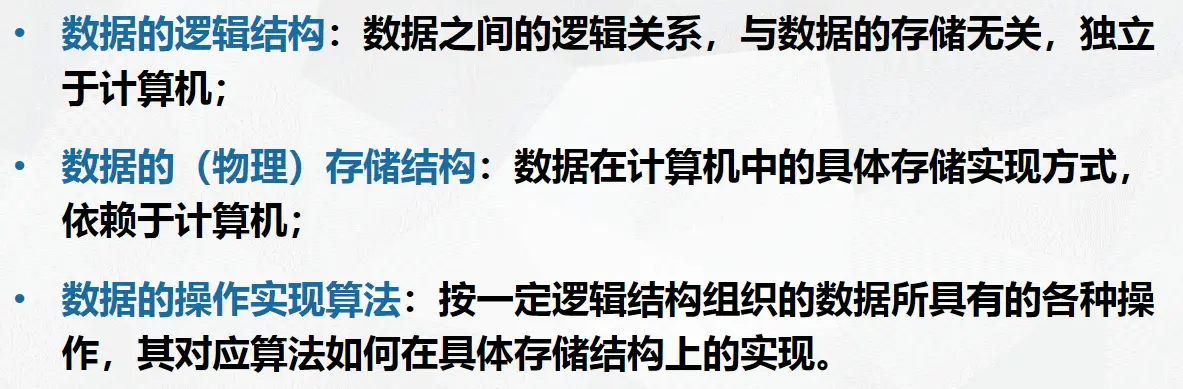 • 数据的逻辑结构：数据之间的逻辑关系，与数据的存储无关，独立
于计算机；
• 数据的（物理）存储结构：数据在计算机中的具体存储实现方式，
依赖于计算机；
• 数据的操作实现算法：按一定逻辑结构组织的数据所具有的各种操
作，其对应算法如何在具体存储结构上的实现。